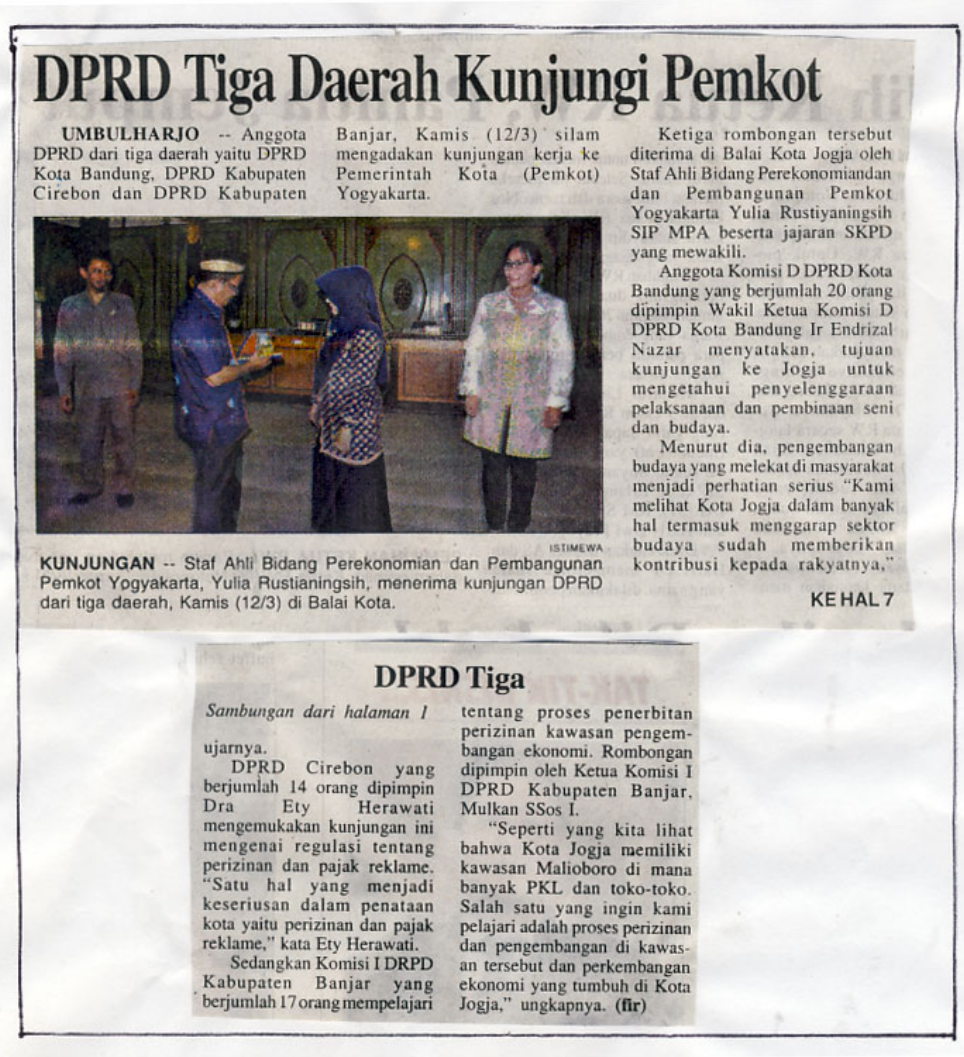 DPRD Tiga Daerah Kunjungi Pemkot
UMBULHARJO -- Anggota
DPRD dari tiga daerah yaitu DPRD
Kota Bandung, DPRD Kabupaten
Cirebon dan DPRD Kabupaten
Banjar, Kamis (12/3) silam
mengadakan kunjungan kerja ke
Pemerintah Kota (Pemkot)
Yogyakarta.
ISTIMEWA
KUNJUNGAN -- Staf Ahli Bidang Perekonomian dan Pembangunan
Pemkot Yogyakarta, Yulia Rustianingsih, menerima kunjungan DPRD
dari tiga daerah, Kamis (12/3) di Balai Kota.
Ketiga rombongan tersebut
diterima di Balai Kota Jogja oleh
Staf Ahli Bidang Perekonomiandan
dan Pembangunan Pemkot
Yogyakarta Yulia Rustiyaningsih
SIP MPA beserta jajaran SKPD
yang mewakili.
Anggota Komisi D DPRD Kota
Bandung yang berjumlah 20 orang
dipimpin Wakil Ketua Komisi D
DPRD Kota Bandung Ir Endrizal
Nazar menyatakan, tujuan
kunjungan ke Jogja untuk
mengetahui penyelenggaraan
pelaksanaan dan pembinaan seni
dan budaya.
Menurut dia, pengembangan
budaya yang melekat di masyarakat
menjadi perhatian serius “Kami
melihat Kota Jogja dalam banyak
hal termasuk menggarap sektor
budaya sudah memberikan
kontribusi kepada rakyatnya,”
KE HAL 7
DPRD Tiga
Sambungan dari halaman 1
ujarnya.
DPRD Cirebon yang
berjumlah 14 orang dipimpin
Dra Ety Herawati
mengemukakan kunjungan ini
mengenai regulasi tentang
perizinan dan pajak reklame.
“Satu hal yang menjadi
keseriusan dalam penataan
kota yaitu perizinan dan pajak
reklame,” kata Ety Herawati.
Sedangkan Komisi I DRPD
Kabupaten Banjar yang
berjumlah 17 orang mempelajari
tentang proses penerbitan
perizinan kawasan pengem-
bangan ekonomi. Rombongan
dipimpin oleh Ketua Komisi I
DPRD Kabupaten Banjar,
Mulkan SSos I.
“Seperti yang kita lihat
bahwa Kota Jogja memiliki
kawasan Malioboro di mana
banyak PKL dan toko-toko.
Salah satu yang ingin kami
pelajari adalah proses perizinan
dan pengembangan di kawas-
an tersebut dan perkembangan
ekonomi yang tumbuh di Kota
Jogja,” ungkapnya. (fir)